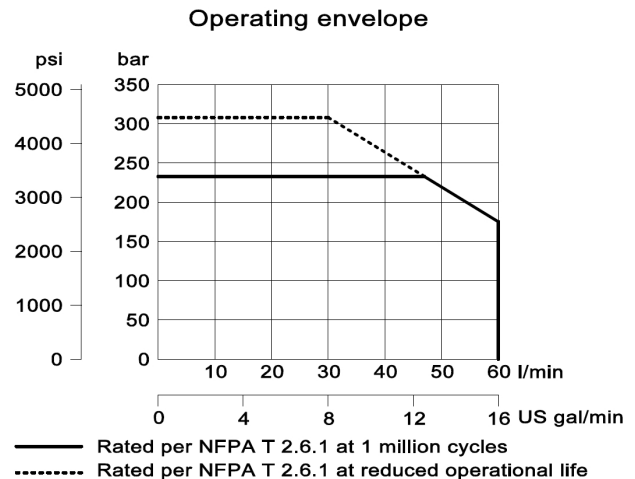 Operating envelope
psi bar
5000 350
4000 300
3000 250
2000 200
1000 150
0 100
50
0
10 20 30 40 50 60 l/min
0 4 8 12 16 US gal/min
Rated per NFPA T 2.6.1 at 1 million cycles
Rated per NFPA T 2.6.1 at reduced operational life